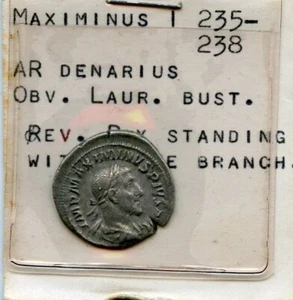 MAXIMINUS I 235-
238
AR DENARIUS
OBV. LAUR. BUST.
REV. STANDING
BRANCH.